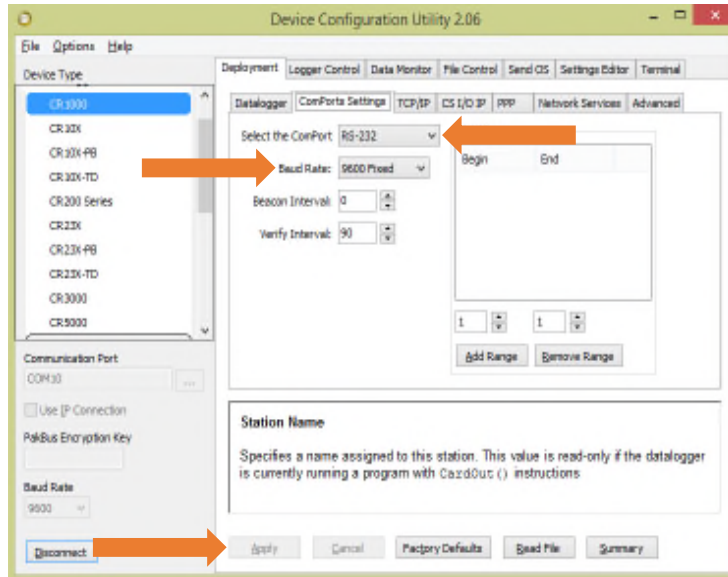 Device Configuration Utility 2.06
File Options Help
Device Type
CR1000
CR10X
CR10X-PB
CR10X-TD
CR200 Series
CR23X
CR23X-PB
CR23X-TD
CR3000
CR5000
Communication Port
COM10
...
Use IP Connection
PakBus Encryption Key
Baud Rate
9600
Disconnect
Deployment Logger Control Data Monitor File Control Send OS Settings Editor Terminal
Datalogger ComPorts Settings TCP/IP CS I/O IP PPP Network Services Advanced
Select the ComPort: RS-232
Baud Rate: 9600 Fixed
Beacon Interval: 0
Verify Interval: 90
Begin End
1 1
Add Range Remove Range
Station Name
Specifies a name assigned to this station. This value is read-only if the datalogger
is currently running a program with CardOut() instructions
Apply Cancel Factory Defaults Read File Summary